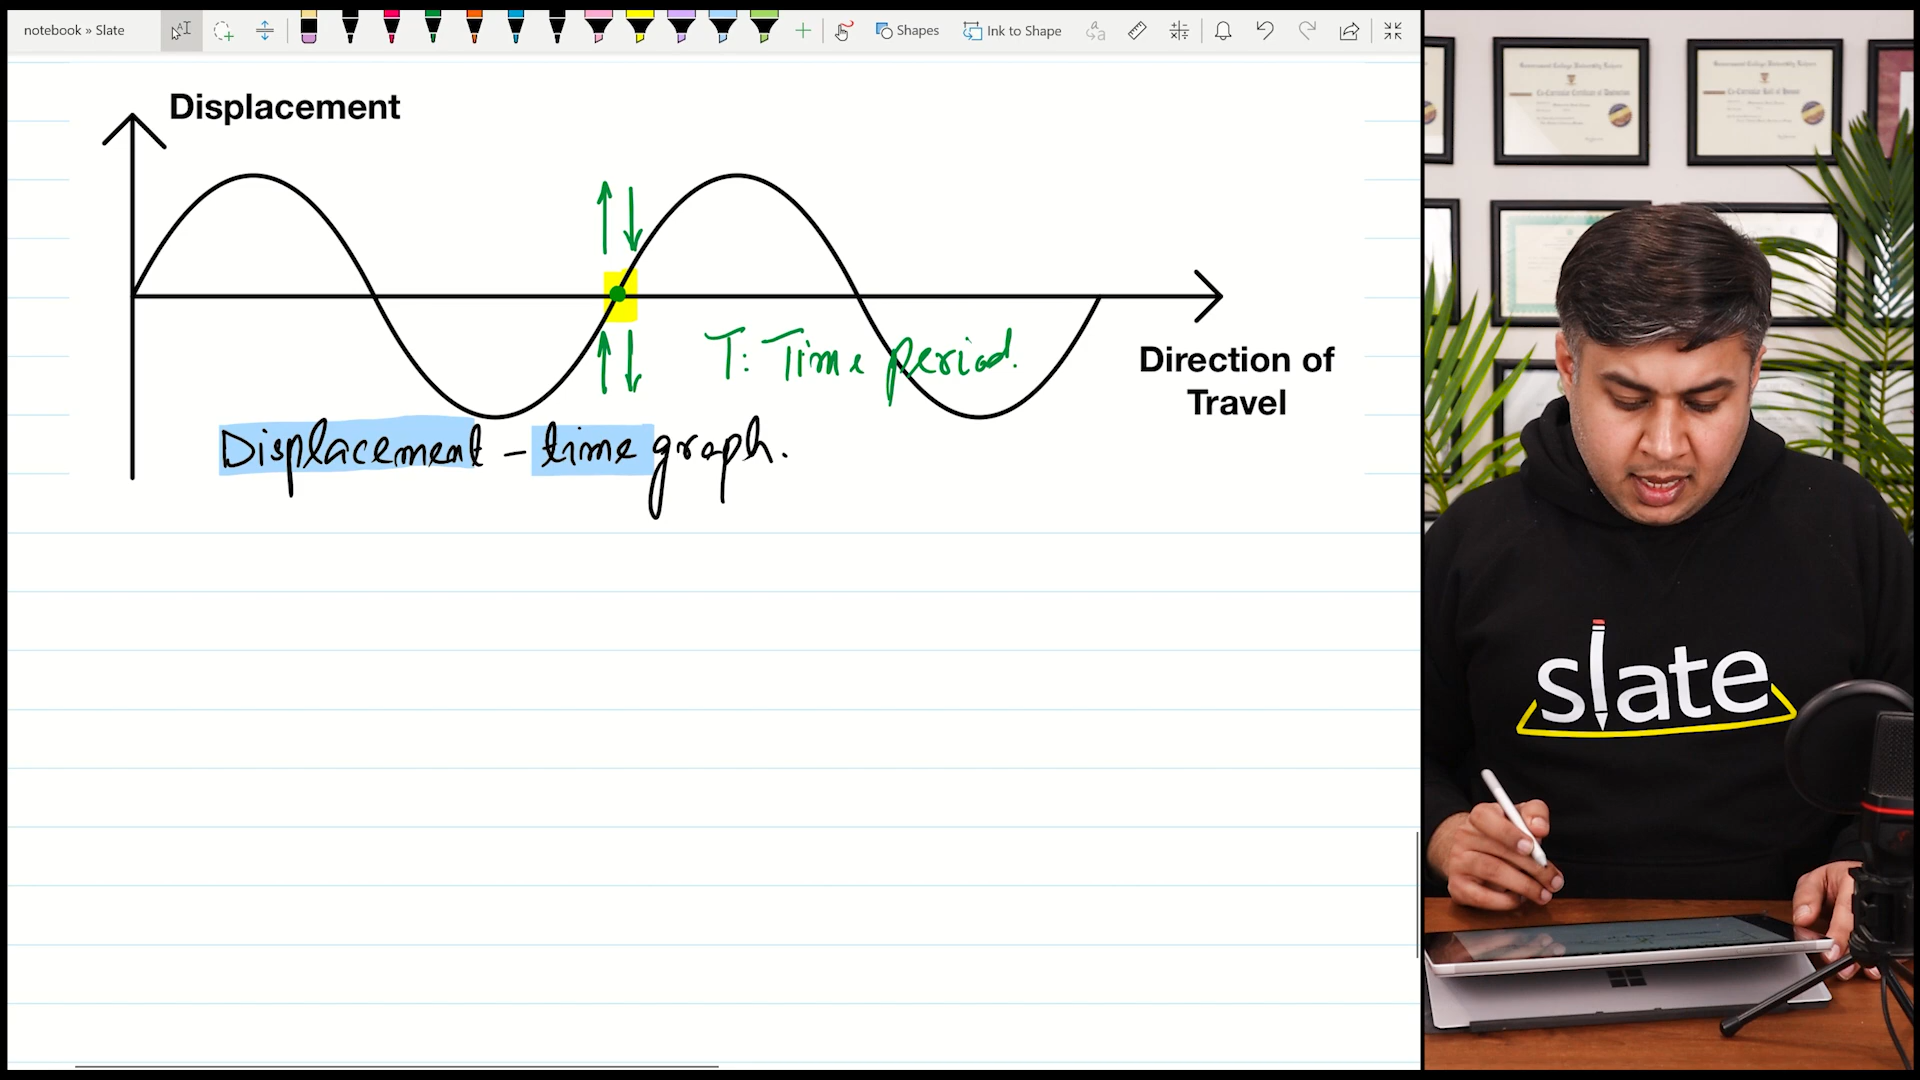 notebook » Slate
Shapes
Ink to Shape
Displacement
T: Time period.
Direction of
Travel
Displacement - time graph.
slate